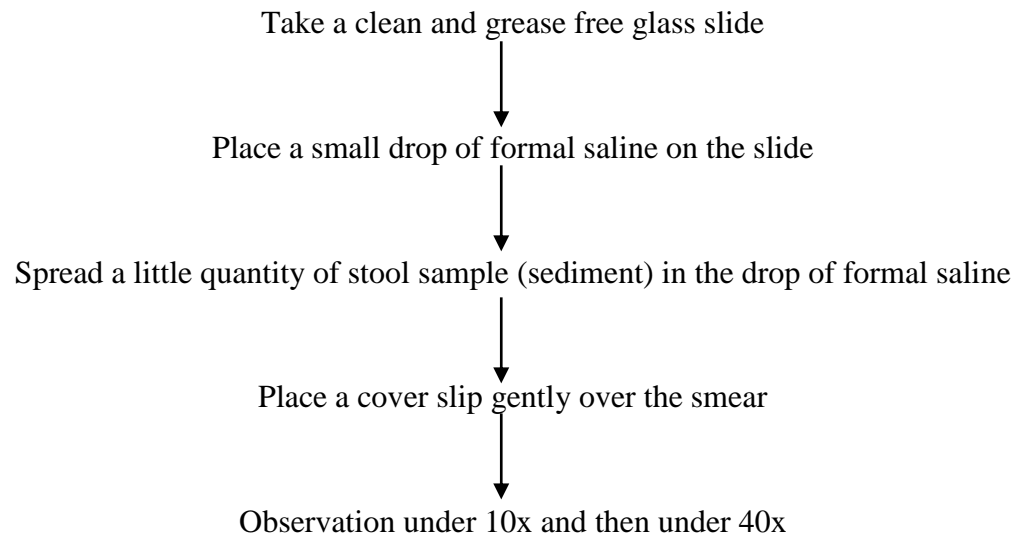 Take a clean and grease free glass slide
Place a small drop of formal saline on the slide
Spread a little quantity of stool sample (sediment) in the drop of formal saline
Place a cover slip gently over the smear
Observation under 10x and then under 40x